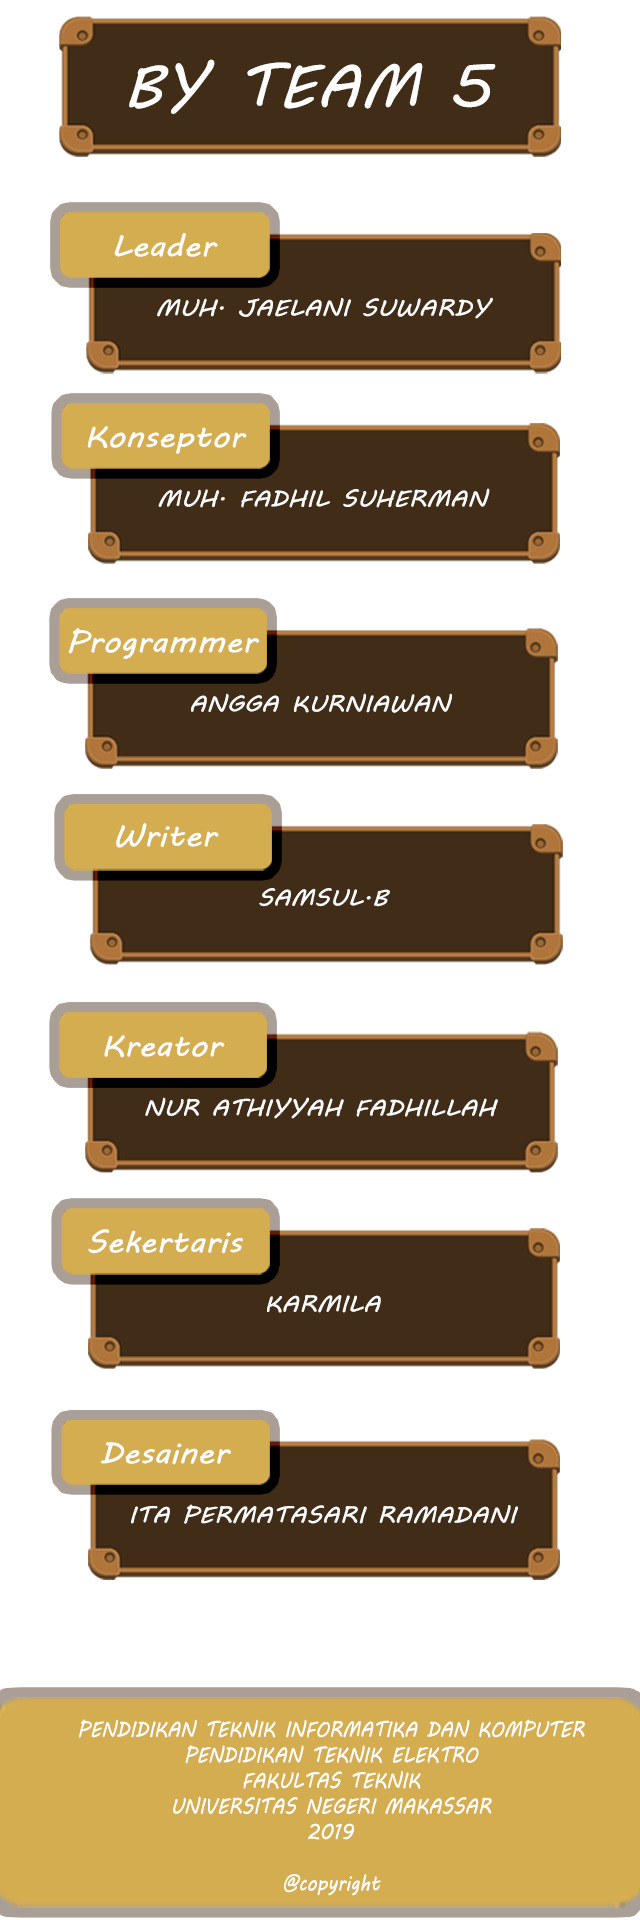 BY TEAM 5
Leader
MUH. JAELANI SUWARDY
Konseptor
MUH. FADHIL SUHERMAN
Programmer
ANGGA KURNIAWAN
Writer
SAMSUL.B
Kreator
NUR ATHIYYAH FADHILLAH
Sekertaris
KARMILA
Desainer
ITA PERMATASARI RAMADANI
PENDIDIKAN TEKNIK INFORMATIKA DAN KOMPUTER
PENDIDIKAN TEKNIK ELEKTRO
FAKULTAS TEKNIK
UNIVERSITAS NEGERI MAKASSAR
2019
@copyright